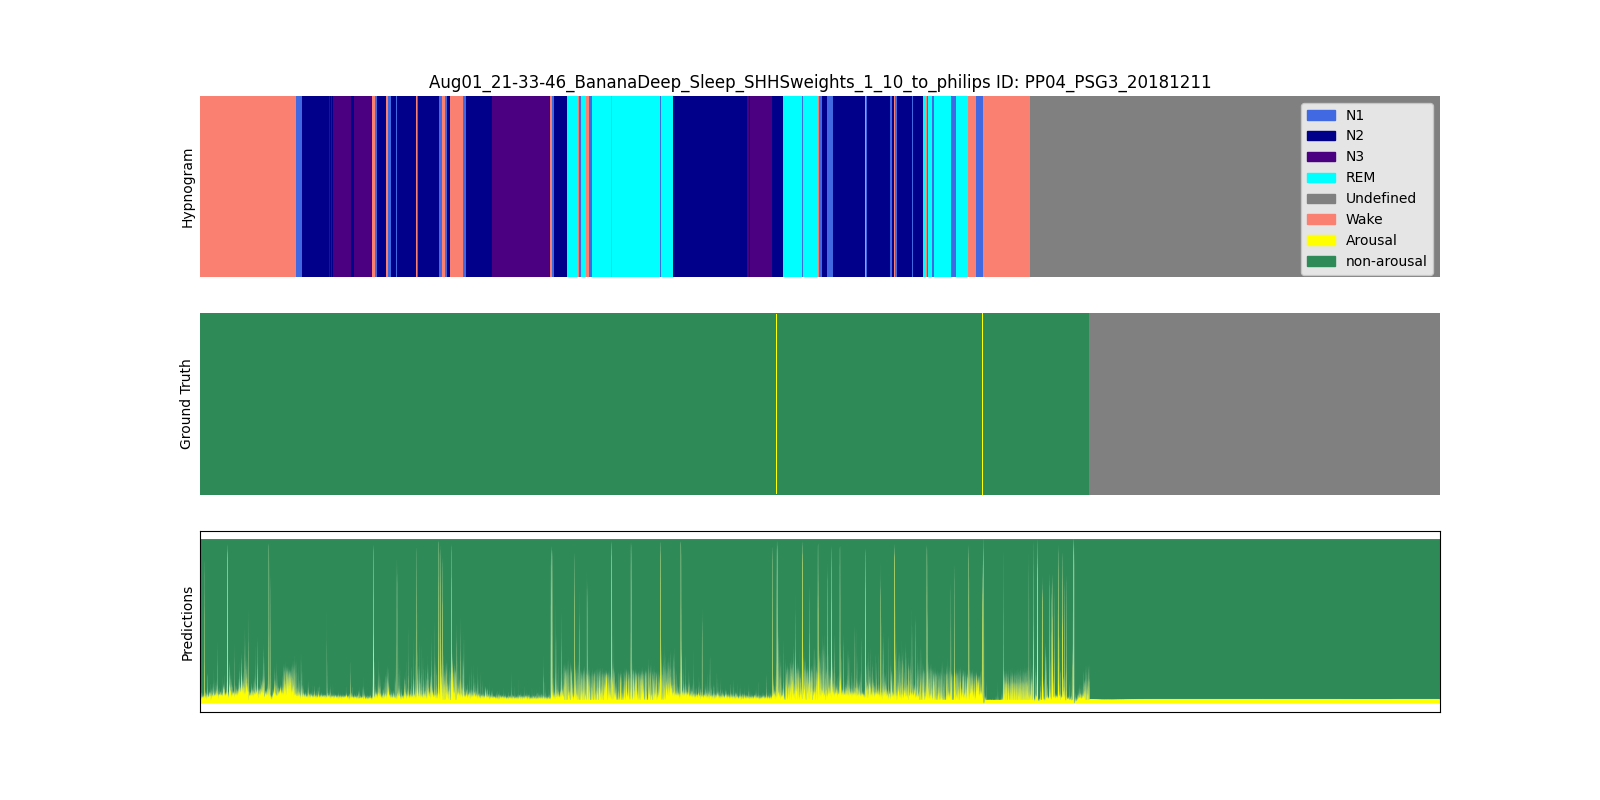 Aug01_21-33-46_BananaDeep_Sleep_SHHSweights_1_10_to_philips ID: PP04_PSG3_20181211
Hypnogram
N1
N2
N3
REM
Undefined
Wake
Arousal
non-arousal
Ground Truth
Predictions